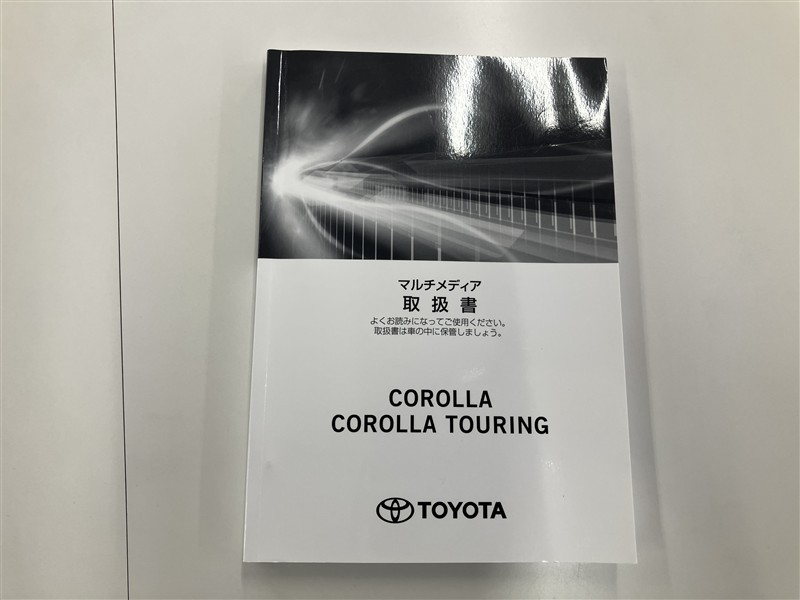 マルチメディア
取扱書
よくお読みになってご使用ください。
取扱書は車の中に保管しましょう。
COROLLA
COROLLA TOURING
TOYOTA